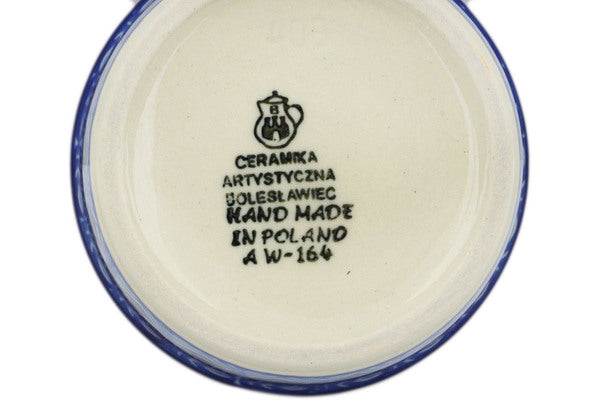 B
CERAMIKA
ARTYSTYCZNA
BOLESŁAWIEC
HAND MADE
IN POLAND
A W-164